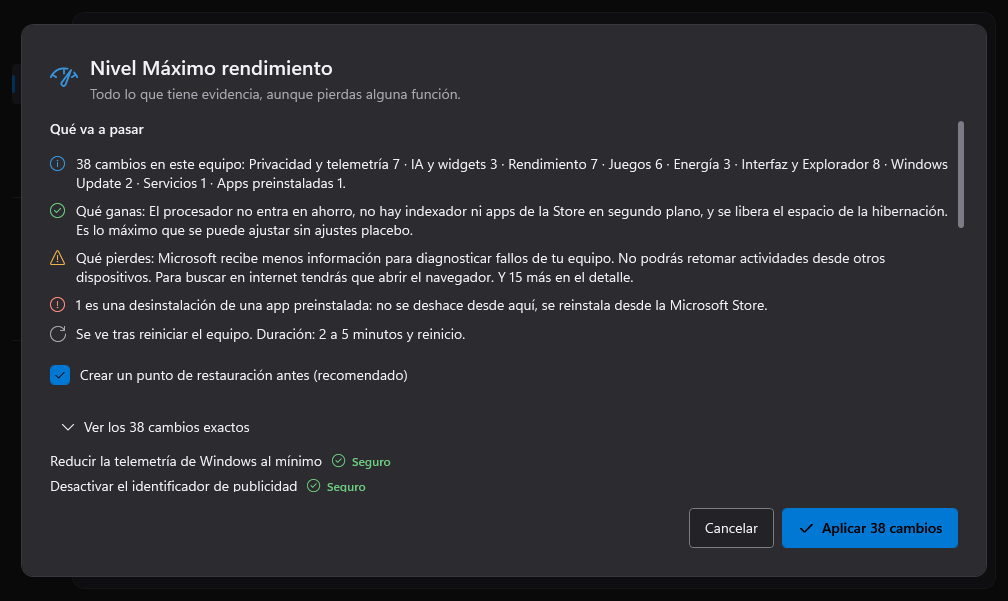 Nivel Máximo rendimiento
Todo lo que tiene evidencia, aunque pierdas alguna función.
Qué va a pasar
38 cambios en este equipo: Privacidad y telemetría 7 · IA y widgets 3 · Rendimiento 7 · Juegos 6 · Energía 3 · Interfaz y Explorador 8 · Windows
Update 2 · Servicios 1 · Apps preinstaladas 1.
Qué ganas: El procesador no entra en ahorro, no hay indexador ni apps de la Store en segundo plano, y se libera el espacio de la hibernación.
Es lo máximo que se puede ajustar sin ajustes placebo.
Qué pierdes: Microsoft recibe menos información para diagnosticar fallos de tu equipo. No podrás retomar actividades desde otros
dispositivos. Para buscar en internet tendrás que abrir el navegador. Y 15 más en el detalle.
1 es una desinstalación de una app preinstalada: no se deshace desde aquí, se reinstala desde la Microsoft Store.
Se ve tras reiniciar el equipo. Duración: 2 a 5 minutos y reinicio.
Crear un punto de restauración antes (recomendado)
Ver los 38 cambios exactos
Reducir la telemetría de Windows al mínimo Seguro
Desactivar el identificador de publicidad Seguro
Cancelar Aplicar 38 cambios